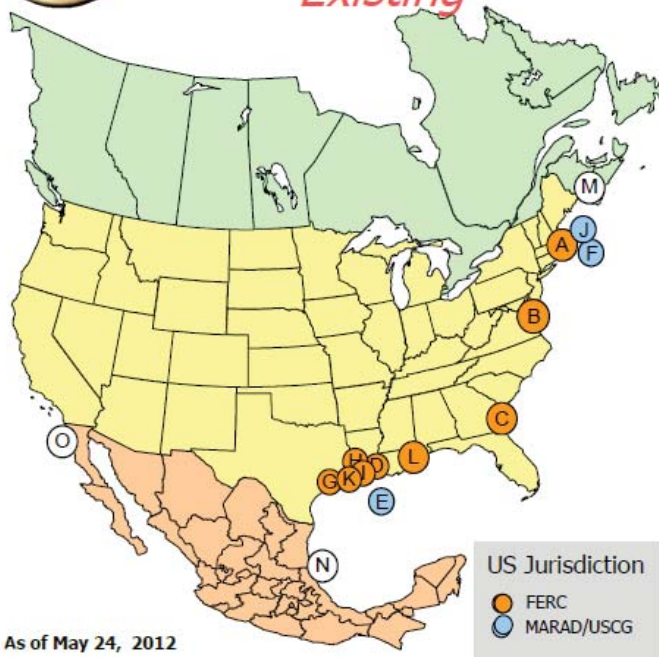 Existing
M
J
A
F
B
C
O
H
D
L
G
K
I
E
N
US Jurisdiction
FERC
MARAD/USCG
As of May 24, 2012